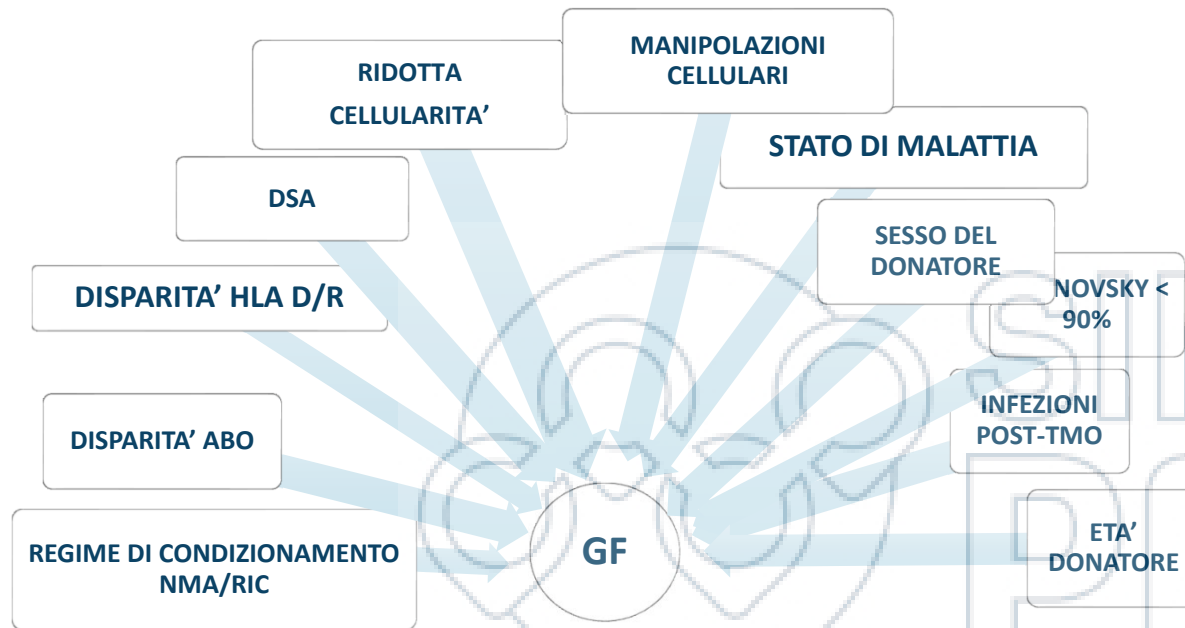 MANIPOLAZIONI
CELLULARI
RIDOTTA
CELLULARITA’
STATO DI MALATTIA
DSA
SESSO DEL
DONATORE
NOVSKY <
90%
DISPARITA’ HLA D/R
INFEZIONI
POST-TMO
DISPARITA’ ABO
REGIME DI CONDIZIONAMENTO
NMA/RIC
GF
ETA’
DONATORE